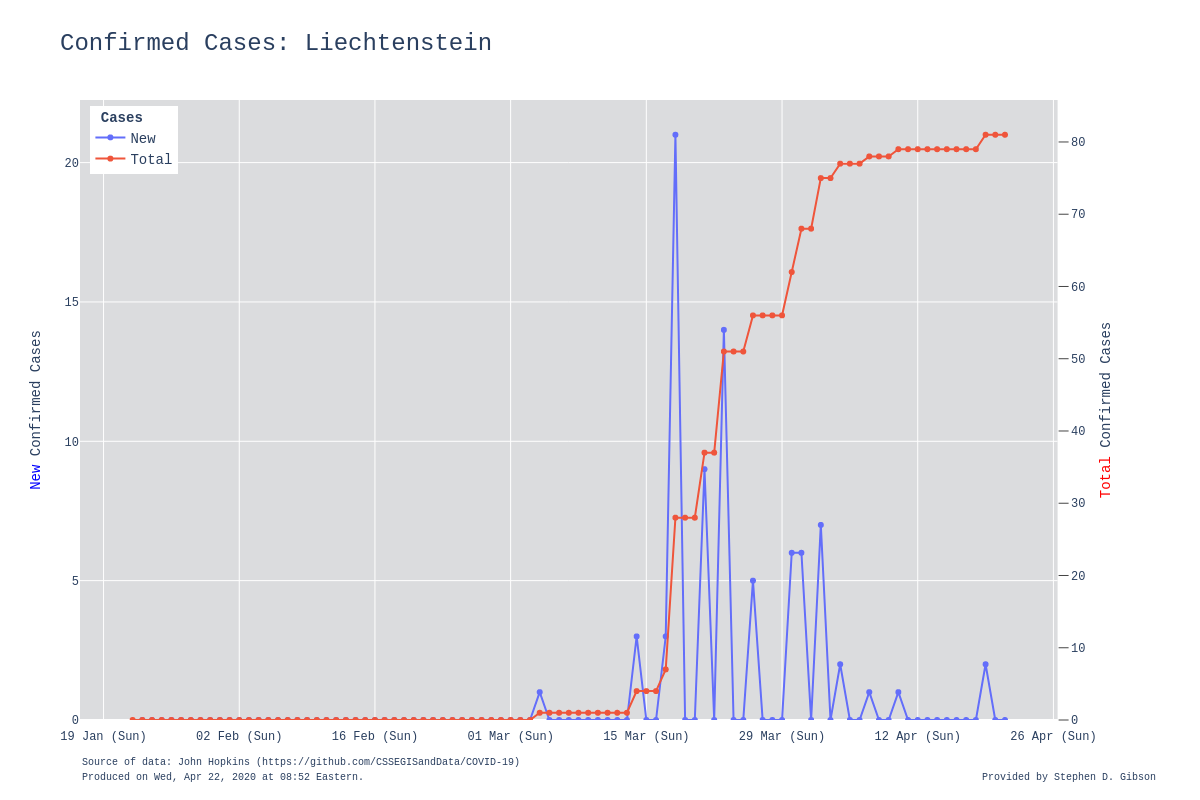 Confirmed Cases: Liechtenstein
Cases
New
Total
20
15
10
5
0
80
70
60
50
40
30
20
10
0
New Confirmed Cases
Total Confirmed Cases
19 Jan (Sun) 02 Feb (Sun) 16 Feb (Sun) 01 Mar (Sun) 15 Mar (Sun) 29 Mar (Sun) 12 Apr (Sun) 26 Apr (Sun)
Source of data: John Hopkins (https://github.com/CSSEGISandData/COVID-19)
Produced on Wed, Apr 22, 2020 at 08:52 Eastern.
Provided by Stephen D. Gibson